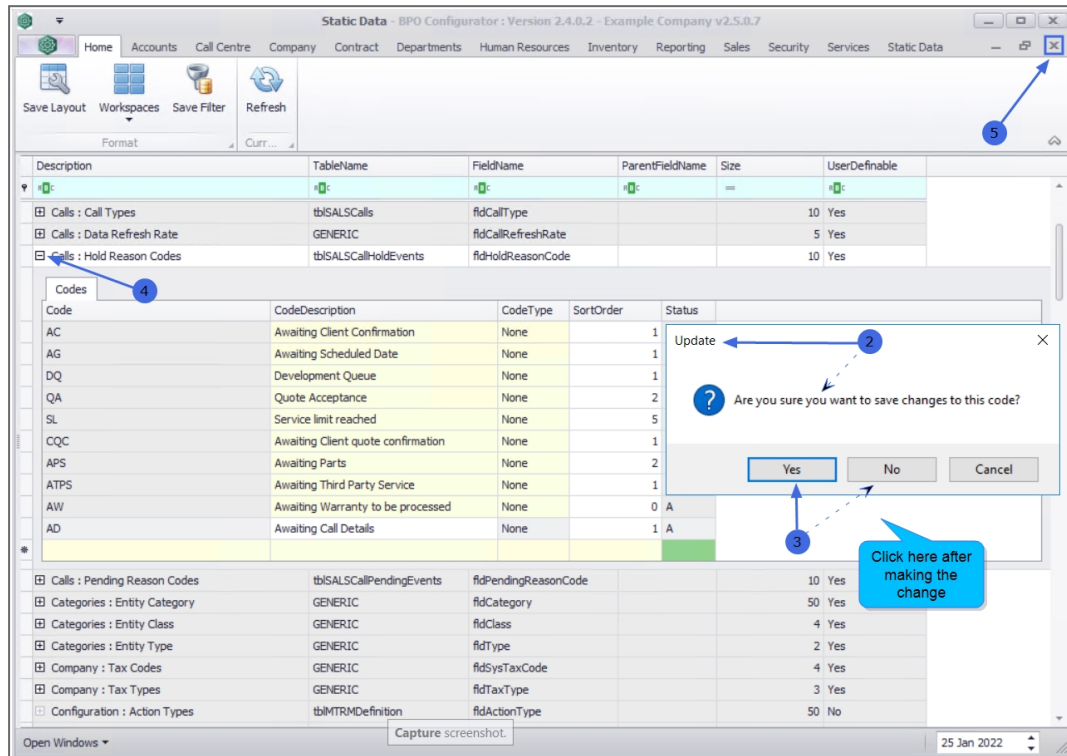 Static Data - BPO Configurator : Version 2.4.0.2 - Example Company v2.5.0.7
Home Accounts Call Centre Company Contract Departments Human Resources Inventory Reporting Sales Security Services Static Data
5
Save Layout Workspaces Save Filter Refresh
Format Curr...
Description TableName FieldName ParentFieldName Size UserDefinable
Calls : Call Types tblSALSCalls fldCallType 10 Yes
Calls : Data Refresh Rate GENERIC fldCallRefreshRate 5 Yes
Calls : Hold Reason Codes tblSALSCallHoldEvents fldHoldReasonCode 10 Yes
4
Codes
Code CodeDescription CodeType SortOrder Status
AC Awaiting Client Confirmation None 1
AG Awaiting Scheduled Date None 1
DQ Development Queue None 1
QA Quote Acceptance None 2
SL Service limit reached None 5
CQC Awaiting Client quote confirmation None 1
APS Awaiting Parts None 2
ATPS Awaiting Third Party Service None 1
AW Awaiting Warranty to be processed None 0 A
AD Awaiting Call Details None 1 A
Update
2
Are you sure you want to save changes to this code?
Yes No Cancel
3
Click here after
making the
change
Calls : Pending Reason Codes tblSALSCallPendingEvents fldPendingReasonCode 10 Yes
Categories : Entity Category GENERIC fldCategory 50 Yes
Categories : Entity Class GENERIC fldClass 4 Yes
Categories : Entity Type GENERIC fldType 2 Yes
Company : Tax Codes GENERIC fldSysTaxCode 4 Yes
Company : Tax Types GENERIC fldTaxType 3 Yes
Configuration : Action Types tblMTRMDefinition fldActionType 50 No
Capture screenshot.
Open Windows 25 Jan 2022